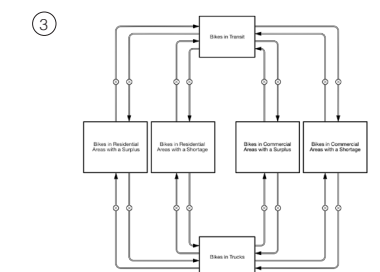 3
Bikes in Transit
Bikes in Residential
Areas with a Surplus
Bikes in Residential
Areas with a Shortage
Bikes in Commercial
Areas with a Surplus
Bikes in Commercial
Areas with a Shortage
Bikes in Trucks